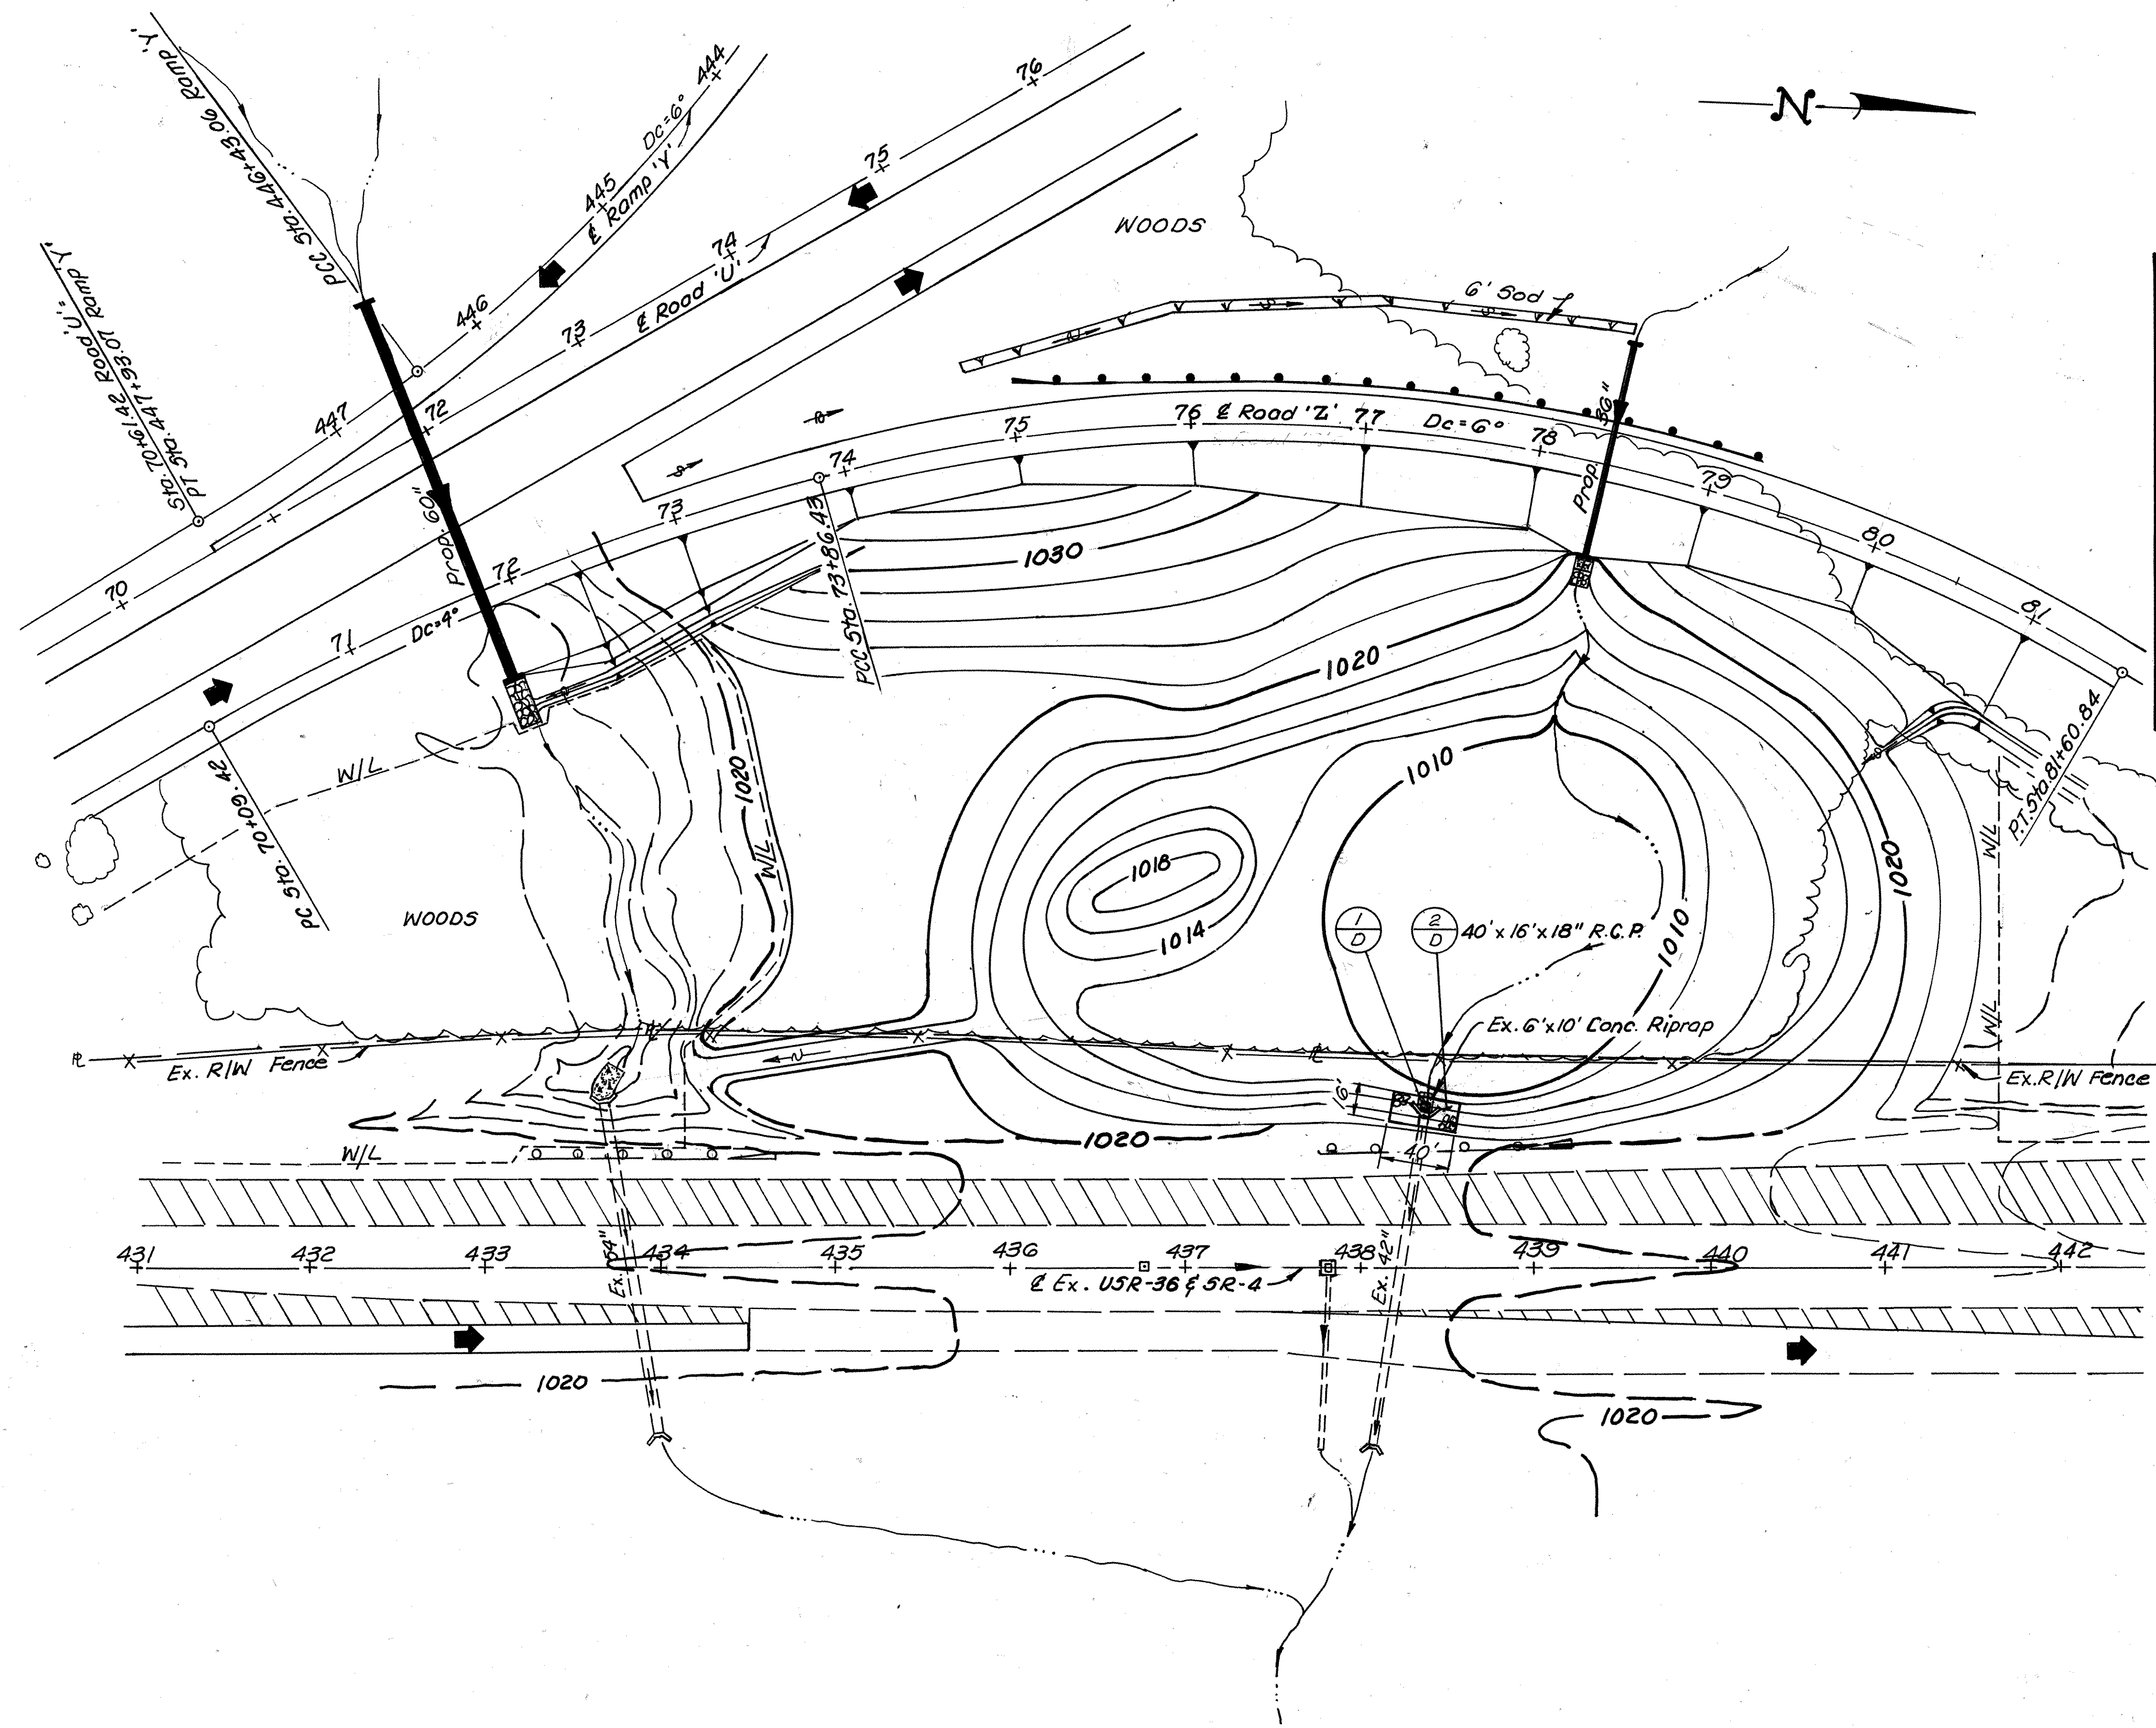 N
PCC Sta. 446+43.06 Ramp 'Y'
Sta. 70+61.42 Road 'U'=
PT Sta. 447+93.07 Ramp 'Y'
444
445
446
447
Dc=6°
℄ Ramp 'Y'
76
75
74
73
72
70
℄ Road 'U'
WOODS
6' Sod
S
S
S
S
S
36"
Prop.
Prop. 60"
71
72
73
74
75
76
℄ Road 'Z'
77
Dc=6°
78
79
80
81
Dc=4°
PC Sta. 70+09.42
PCC Sta. 73+86.43
P.T. Sta. 81+60.84
1030
1020
1020
1010
1020
1018
1014
1010
W/L
W/L
W/L
W/L
W/L
WOODS
1
D
2
D
40' x 16' x 18" R.C.P.
Ex. 6'x10' Conc. Riprap
Ex. R/W Fence
Ex. R/W Fence
1020
40'
431
432
433
434
435
436
437
438
439
440
441
442
Ex. 54"
Ex. 42"
℄ Ex. USR-36 & SR-4
1020
1020